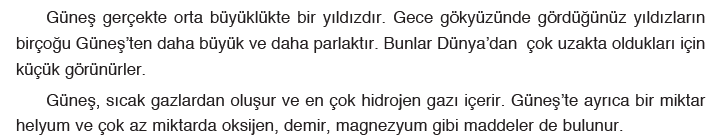 Güneş gerçekte orta büyüklükte bir yıldızdır. Gece gökyüzünde gördüğünüz yıldızların
birçoğu Güneş’ten daha büyük ve daha parlaktır. Bunlar Dünya’dan  çok uzakta oldukları için
küçük görünürler.
Güneş, sıcak gazlardan oluşur ve en çok hidrojen gazı içerir. Güneş’te ayrıca bir miktar
helyum ve çok az miktarda oksijen, demir, magnezyum gibi maddeler de bulunur.